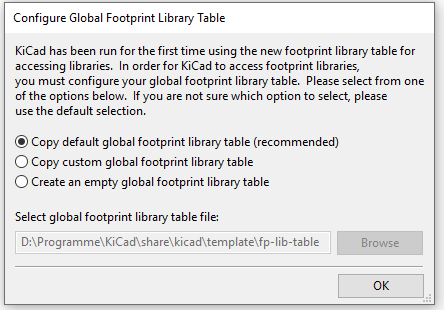 Configure Global Footprint Library Table
KiCad has been run for the first time using the new footprint library table for
accessing libraries.  In order for KiCad to access footprint libraries,
you must configure your global footprint library table.  Please select from one
of the options below.  If you are not sure which option to select, please
use the default selection.
Copy default global footprint library table (recommended)
Copy custom global footprint library table
Create an empty global footprint library table
Select global footprint library table file:
D:\Programme\KiCad\share\kicad\template\fp-lib-table Browse
OK